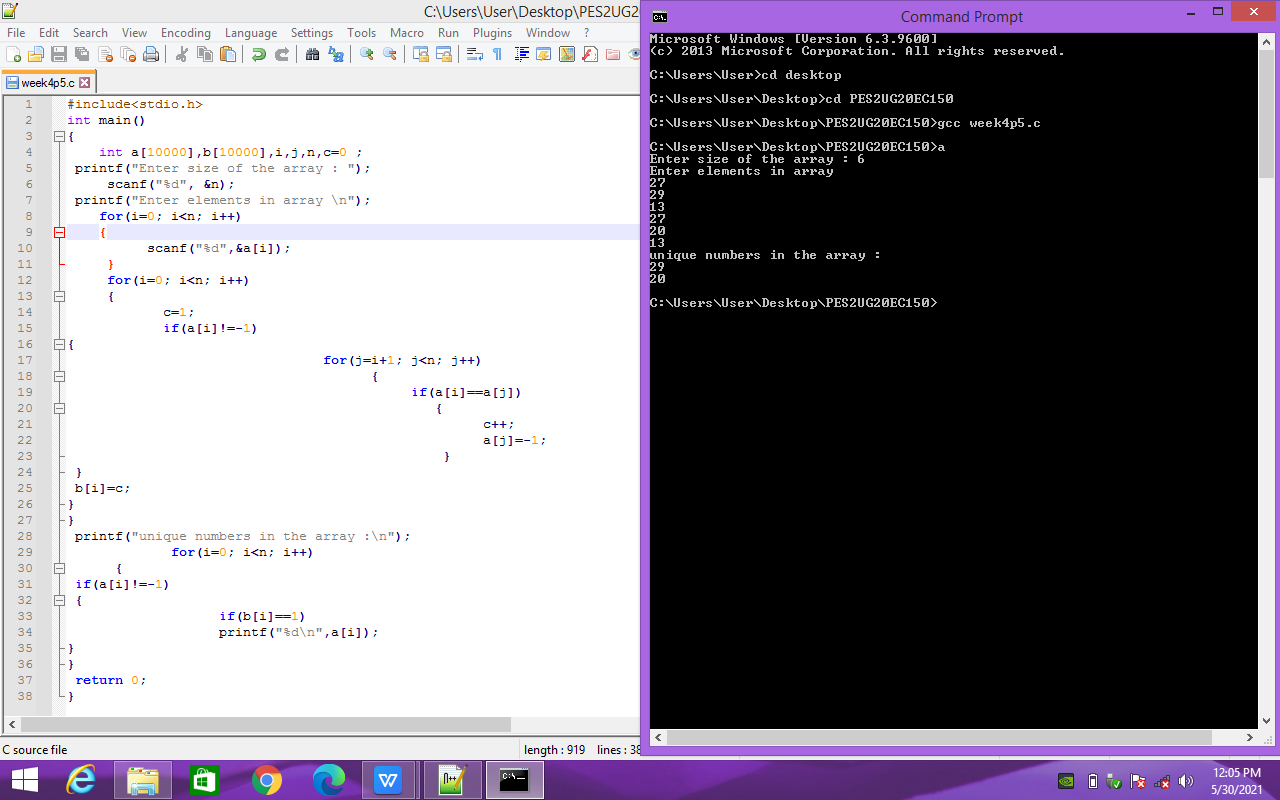 C:\Users\User\Desktop\PES2UG20
File Edit Search View Encoding Language Settings Tools Macro Run Plugins Window ?
week4p5.c
1 #include<stdio.h>
2 int main()
3 {
4 int a[10000],b[10000],i,j,n,c=0 ;
5 printf("Enter size of the array : ");
6 scanf("%d", &n);
7 printf("Enter elements in array \n");
8 for(i=0; i<n; i++)
9 {
10 scanf("%d",&a[i]);
11 }
12 for(i=0; i<n; i++)
13 {
14 c=1;
15 if(a[i]!=-1)
16 {
17 for(j=i+1; j<n; j++)
18 {
19 if(a[i]==a[j])
20 {
21 c++;
22 a[j]=-1;
23 }
24 }
25 b[i]=c;
26 }
27 }
28 printf("unique numbers in the array :\n");
29 for(i=0; i<n; i++)
30 {
31 if(a[i]!=-1)
32 {
33 if(b[i]==1)
34 printf("%d\n",a[i]);
35 }
36 }
37 return 0;
38 }
C source file length : 919 lines : 38
Command Prompt
Microsoft Windows [Version 6.3.9600]
(c) 2013 Microsoft Corporation. All rights reserved.
C:\Users\User>cd desktop
C:\Users\User\Desktop>cd PES2UG20EC150
C:\Users\User\Desktop\PES2UG20EC150>gcc week4p5.c
C:\Users\User\Desktop\PES2UG20EC150>a
Enter size of the array : 6
Enter elements in array
27
29
13
27
20
13
unique numbers in the array :
29
20
C:\Users\User\Desktop\PES2UG20EC150>
12:05 PM
5/30/2021